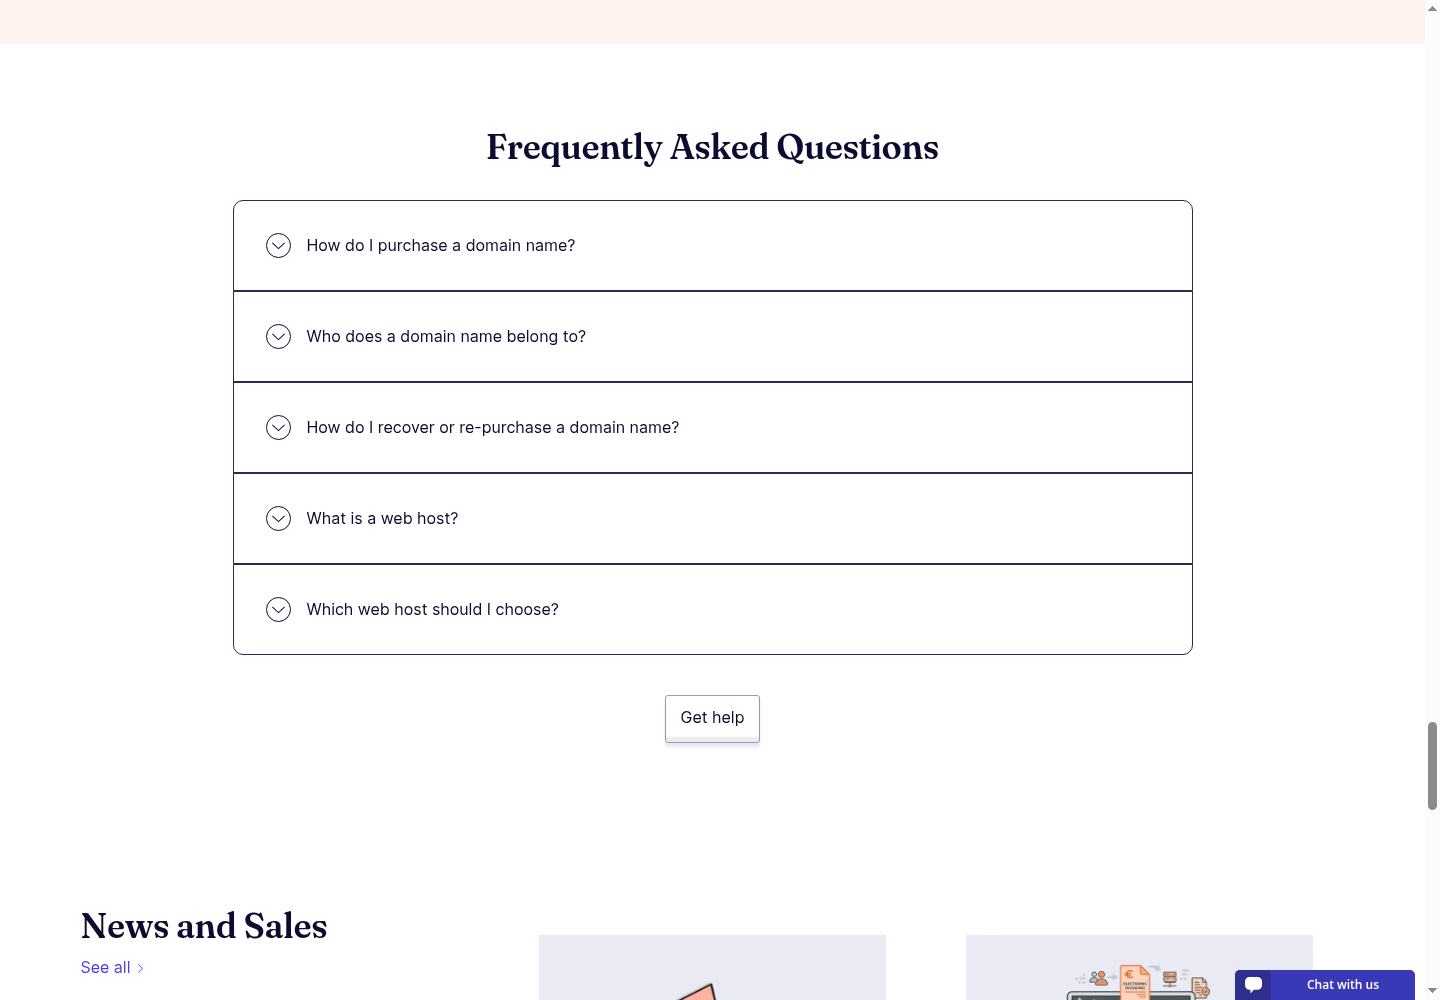 Frequently Asked Questions
How do I purchase a domain name?
Who does a domain name belong to?
How do I recover or re-purchase a domain name?
What is a web host?
Which web host should I choose?
Get help
News and Sales
See all
€
ELECTRONIC
INVOICING
Chat with us